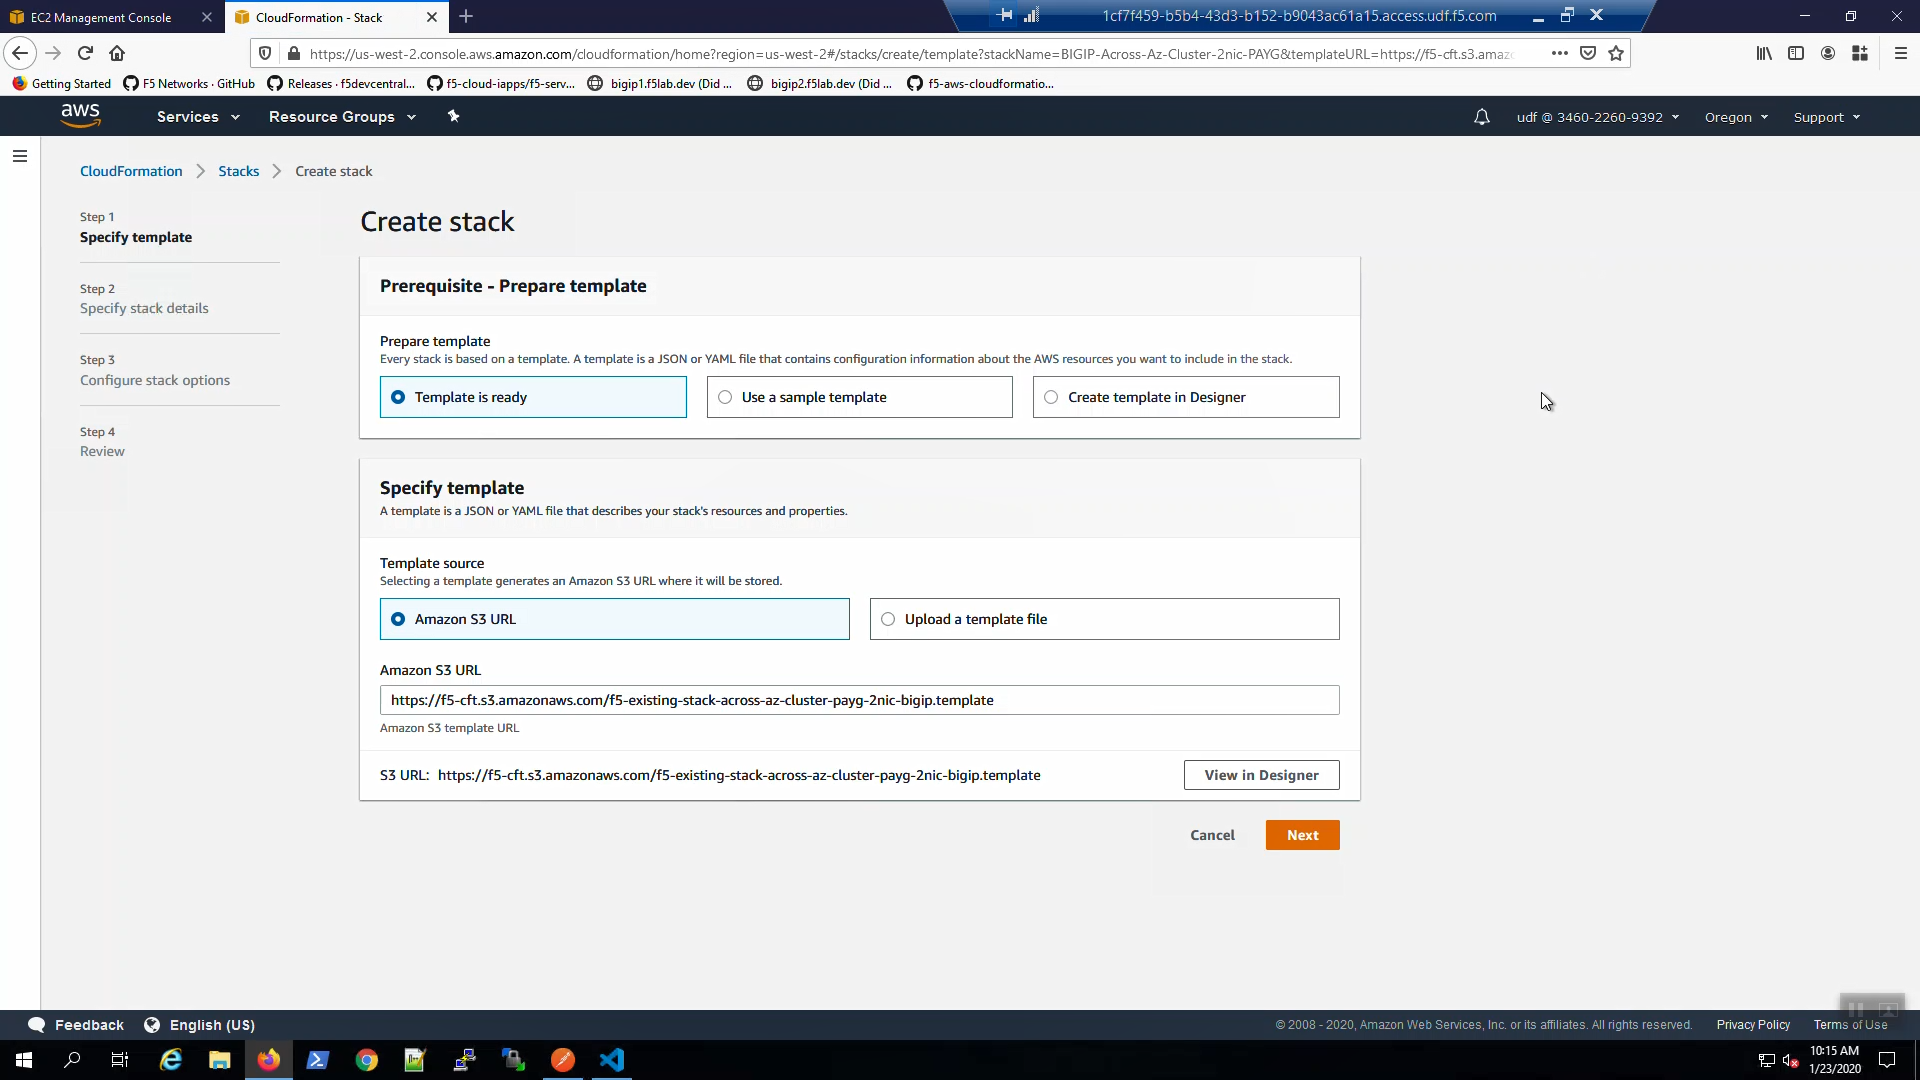 EC2 Management Console
CloudFormation - Stack
1cf7f459-b5b4-43d3-b152-b9043ac61a15.access.udf.f5.com
https://us-west-2.console.aws.amazon.com/cloudformation/home?region=us-west-2#/stacks/create/template?stackName=BIGIP-Across-Az-Cluster-2nic-PAYG&templateURL=https://f5-cft.s3.amaz
Getting Started
F5 Networks · GitHub
Releases · f5devcentral...
f5-cloud-iapps/f5-serv...
bigip1.f5lab.dev (Did ...
bigip2.f5lab.dev (Did ...
f5-aws-cloudformatio...
aws
Services
Resource Groups
udf @ 3460-2260-9392
Oregon
Support
CloudFormation
Stacks
Create stack
Step 1
Specify template
Step 2
Specify stack details
Step 3
Configure stack options
Step 4
Review
Create stack
Prerequisite - Prepare template
Prepare template
Every stack is based on a template. A template is a JSON or YAML file that contains configuration information about the AWS resources you want to include in the stack.
Template is ready
Use a sample template
Create template in Designer
Specify template
A template is a JSON or YAML file that describes your stack's resources and properties.
Template source
Selecting a template generates an Amazon S3 URL where it will be stored.
Amazon S3 URL
Upload a template file
Amazon S3 URL
https://f5-cft.s3.amazonaws.com/f5-existing-stack-across-az-cluster-payg-2nic-bigip.template
Amazon S3 template URL
S3 URL: https://f5-cft.s3.amazonaws.com/f5-existing-stack-across-az-cluster-payg-2nic-bigip.template
View in Designer
Cancel
Next
Feedback
English (US)
© 2008 - 2020, Amazon Web Services, Inc. or its affiliates. All rights reserved.
Privacy Policy
Terms of Use
10:15 AM
1/23/2020